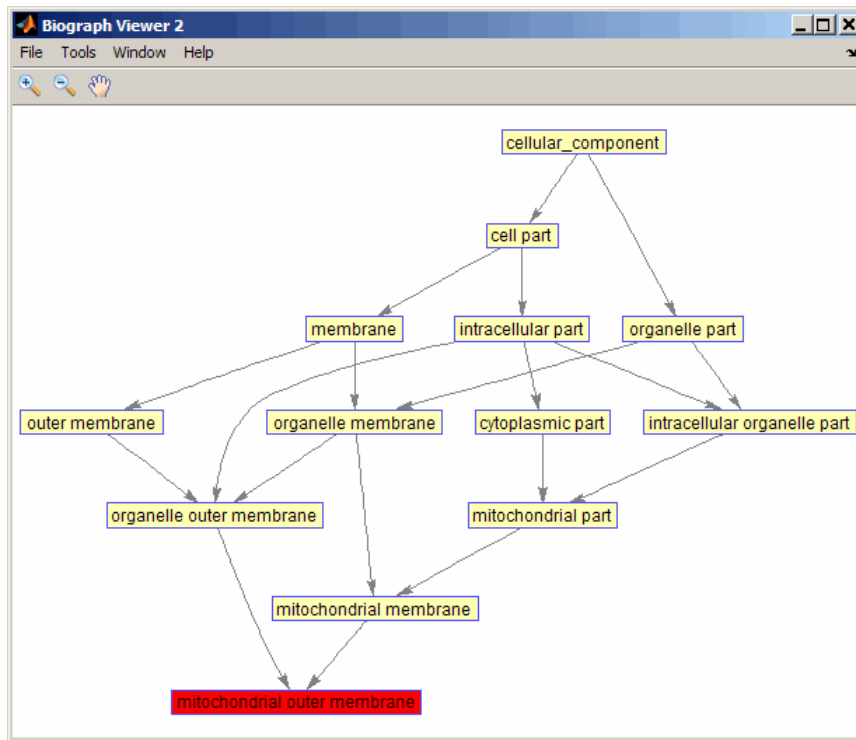 Biograph Viewer 2
File Tools Window Help
cellular_component
cell part
membrane intracellular part organelle part
outer membrane organelle membrane cytoplasmic part intracellular organelle part
organelle outer membrane mitochondrial part
mitochondrial membrane
mitochondrial outer membrane